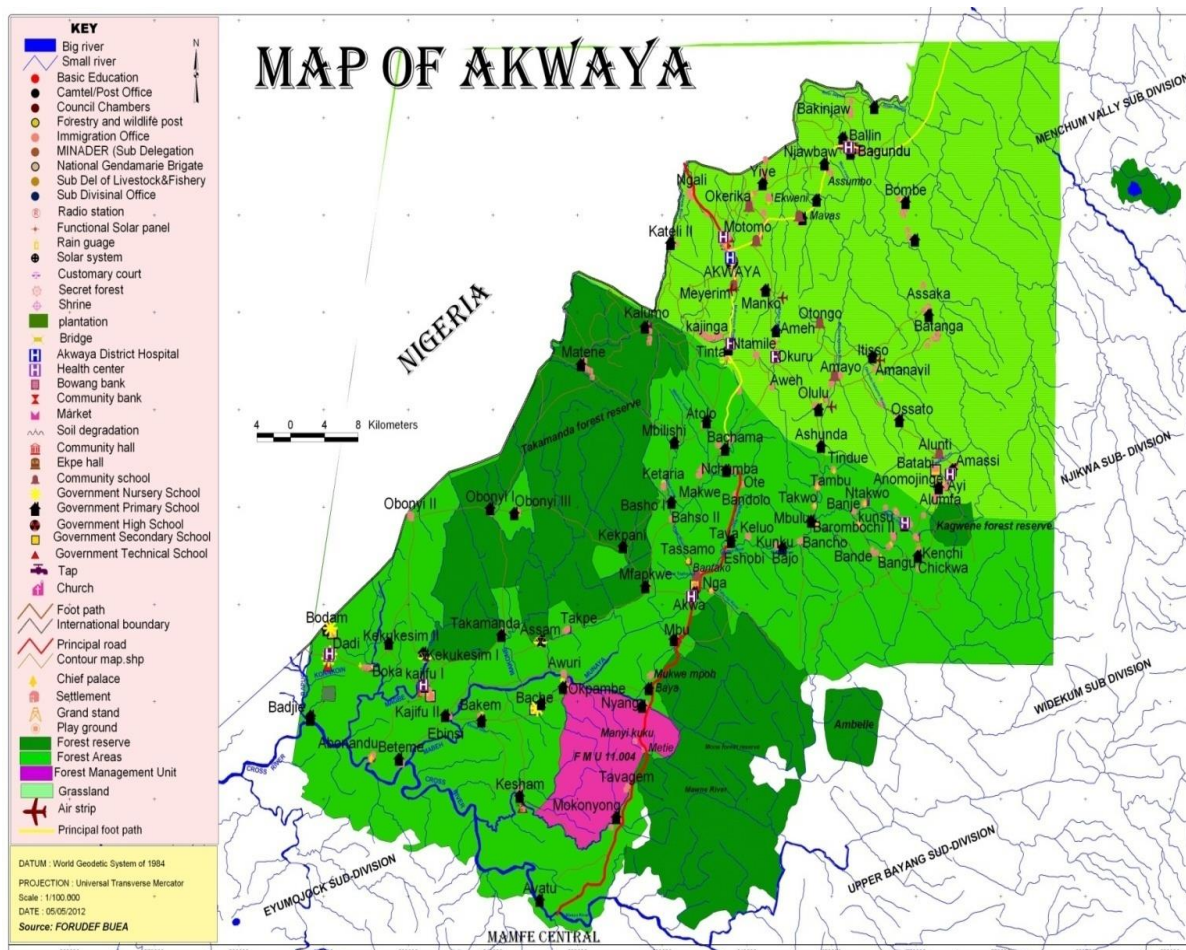 MAP OF AKWAYA
KEY
Big river
Small river
Basic Education
Camtel/Post Office
Council Chambers
Forestry and wildlife post
Immigration Office
MINADER (Sub Delegation
National Gendamarie Brigate
Sub Del of Livestock&Fishery
Sub Divisinal Office
Radio station
Functional Solar panel
Rain guage
Solar system
Customary court
Secret forest
Shrine
plantation
Bridge
Akwaya District Hospital
Health center
Bowang bank
Community bank
Market
Soil degradation
Community hall
Ekpe hall
Community school
Government Nursery School
Government Primary School
Government High School
Government Secondary School
Government Technical School
Tap
Church
Foot path
International boundary
Principal road
Contour map.shp
Chief palace
Settlement
Grand stand
Play ground
Forest reserve
Forest Areas
Forest Management Unit
Grassland
Air strip
Principal foot path
DATUM : World Geodetic System of 1984
PROJECTION : Universal Transverse Mercator
Scale : 1/100.000
DATE : 05/05/2012
Source: FORUDEF BUEA
N
NIGERIA
4 0 4 8 Kilometers
MENCHUM VALLY SUB DIVISION
NJIKWA SUB- DIVISION
WIDEKUM SUB DIVISION
UPPER BAYANG SUD-DIVISION
EYUMOJOCK SUD-DIVISION
MAMFE CENTRAL
Bakinjaw
Ballin
Bagundu
Njawbaw
Assumbo
Yive
Ngali
Okerika
Ekweni
Bombe
Mavas
Motomo
Kateli II
AKWAYA
Meyerim
Manko
Assaka
Otongo
Batanga
Kalumo
kajinga
Ameh
Ntamile
Tinta
Okuru
Itisso
Matene
Amayo
Amanavil
Aweh
Olulu
Takamanda forest reserve
Atolo
Ossato
Mbilishi
Bachama
Ashunda
Alunti
Tindue
Batabi
Amassi
Nchamba
Ketaria
Ote
Tambu
Anomojinge
Ayi
Makwe
Bandolo
Takwo
Ntakwo
Alumfa
Obonyi I
Obonyi II
Obonyi III
Basho I
Banje
Bahso II
Mbulu
kunsu
Barombochi II
Kagwene forest reserve
Kekpani
Taya
Keluo
Kunku
Bancho
Tassamo
Eshobi
Bajo
Bande
Bangu
Kenchi
Chickwa
Bantako
Mfapkwe
Nga
Akwa
Bodam
Takamanda
Assam
Takpe
Mbu
Dadi
Kekukesim II
Kekukesim I
Boka
kajifu I
Awuri
Mukwe mpob
Okpambe
Baya
Badjie
Kajifu II
Bakem
Bache
Nyang
Ebinsi
Manyi kuku
Ambelle
Metie
Beteme
F M U 11.004
Kesham
Tavagem
Mawne River
Mokonyong
Avatu
CROSS
RIVER
CROSS
RIVER
MUNAYA